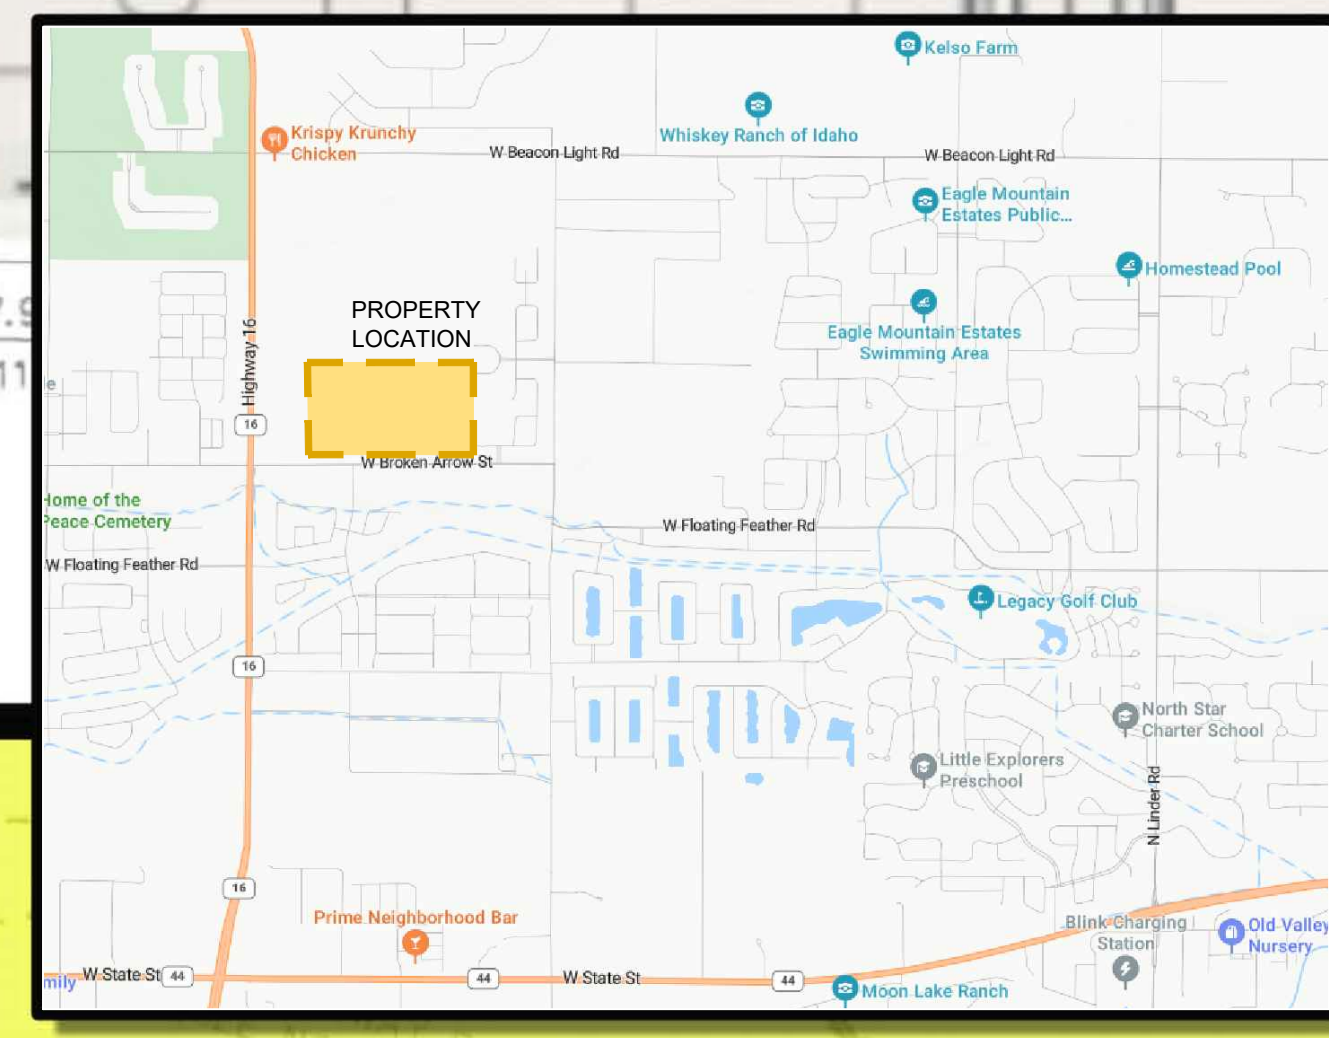 Kelso Farm
Krispy Krunchy
Chicken
Whiskey Ranch of Idaho
W Beacon Light Rd
W Beacon Light Rd
Eagle Mountain
Estates Public...
Homestead Pool
PROPERTY
LOCATION
Highway 16
Eagle Mountain Estates
Swimming Area
16
W Broken Arrow St
Home of the
Peace Cemetery
W Floating Feather Rd
W Floating Feather Rd
Legacy Golf Club
16
North Star
Charter School
Little Explorers
Preschool
N Linder Rd
16
Prime Neighborhood Bar
Blink Charging
Station
Old Valley
Nursery
mily
W State St
44
44
W State St
44
Moon Lake Ranch